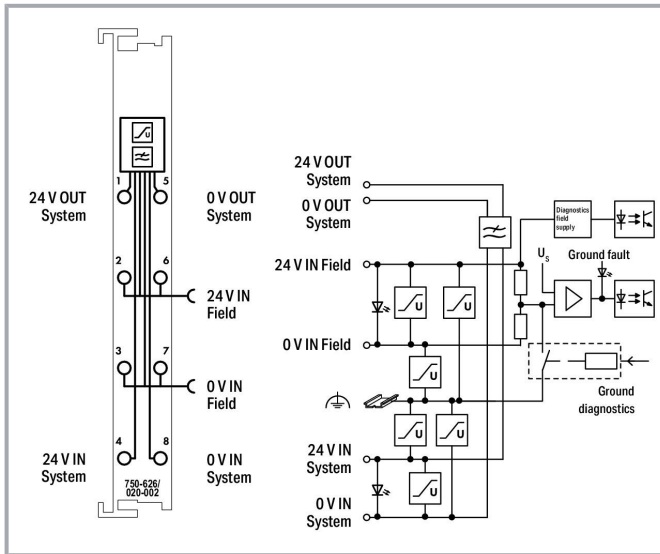 U
1
5
24 V OUT
System
0 V OUT
System
2
6
24 V IN
Field
3
7
0 V IN
Field
4
8
24 V IN
System
0 V IN
System
750-626/
020-002
24 V OUT
System
0 V OUT
System
24 V IN Field
0 V IN Field
24 V IN
System
0 V IN
System
U
U
U
U
U
U
Diagnostics
field
supply
US
Ground fault
Ground
diagnostics